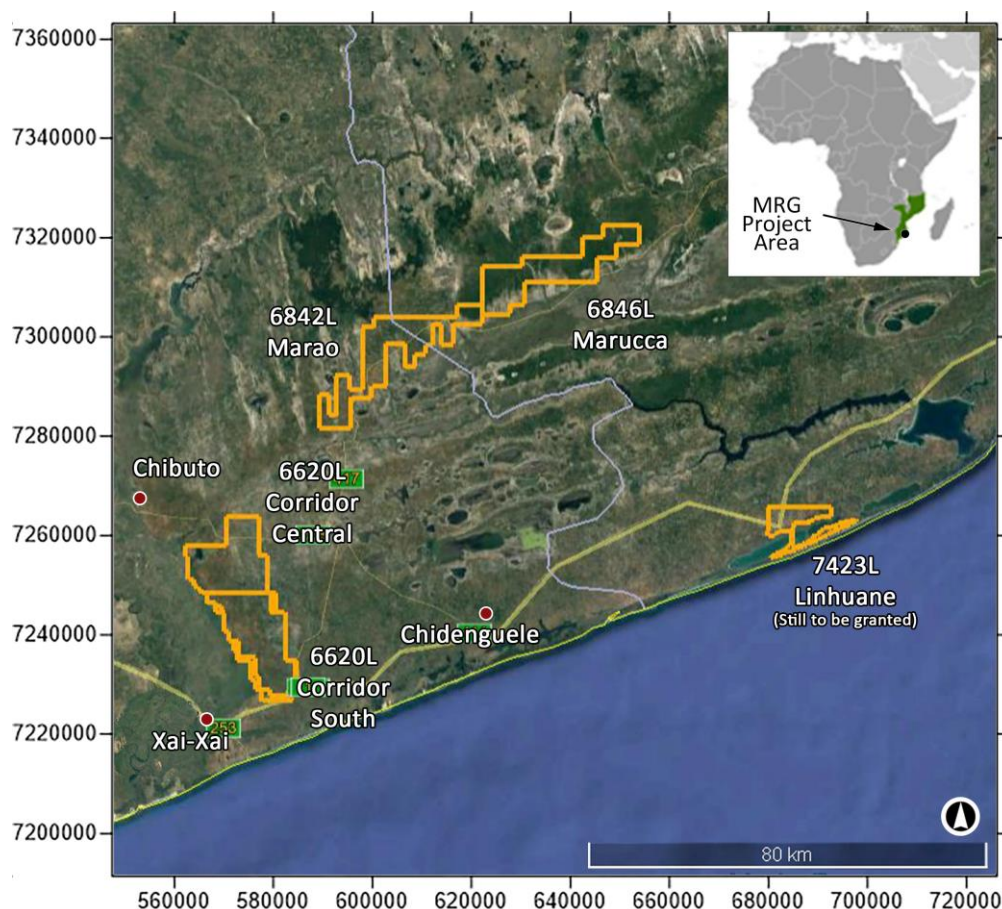 7360000
7340000
7320000
7300000
7280000
7260000
7240000
7220000
7200000
MRG
Project
Area
6842L
Marao
6846L
Marucca
Chibuto
6620L
Corridor
Central
7423L
Linhuane
(Still to be granted)
Chidenguele
6620L
Corridor
South
Xai-Xai
253
80 km
560000 580000 600000 620000 640000 660000 680000 700000 720000